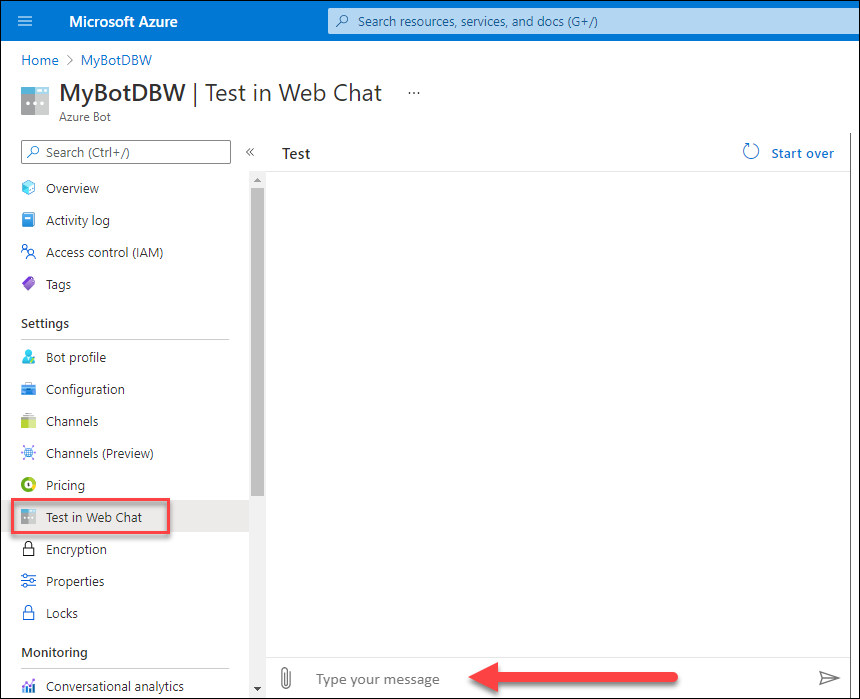 Microsoft Azure
Search resources, services, and docs (G+/)
Home > MyBotDBW
MyBotDBW | Test in Web Chat ...
Azure Bot
Search (Ctrl+/)
«
Test
Start over
Overview
Activity log
Access control (IAM)
Tags
Settings
Bot profile
Configuration
Channels
Channels (Preview)
Pricing
Test in Web Chat
Encryption
Properties
Locks
Monitoring
Conversational analytics
Type your message